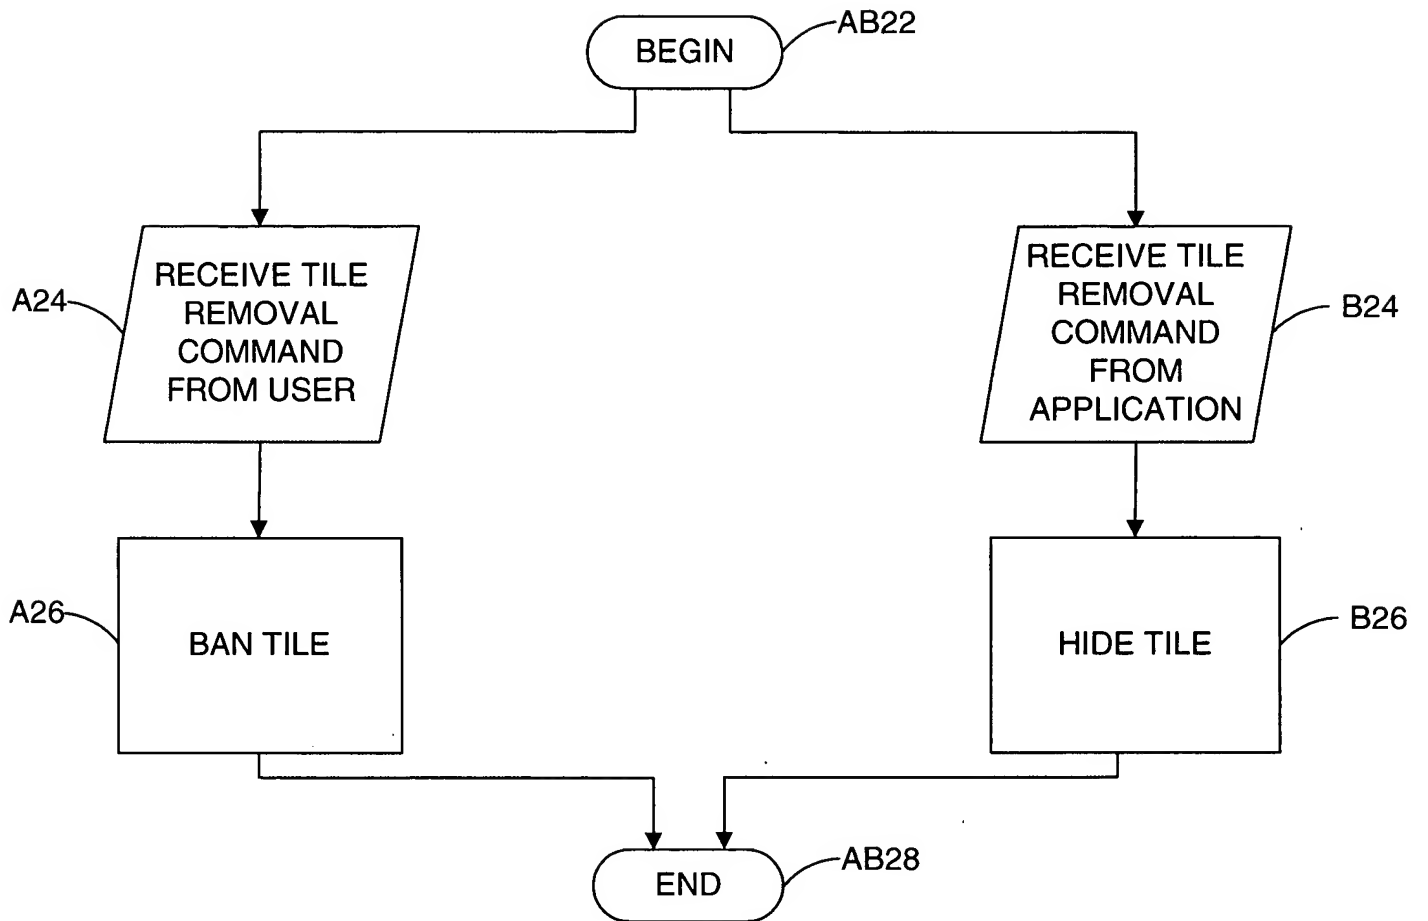 BEGIN
AB22
RECEIVE TILE
REMOVAL
COMMAND
FROM USER
A24
RECEIVE TILE
REMOVAL
COMMAND
FROM
APPLICATION
B24
BAN TILE
A26
HIDE TILE
B26
END
AB28